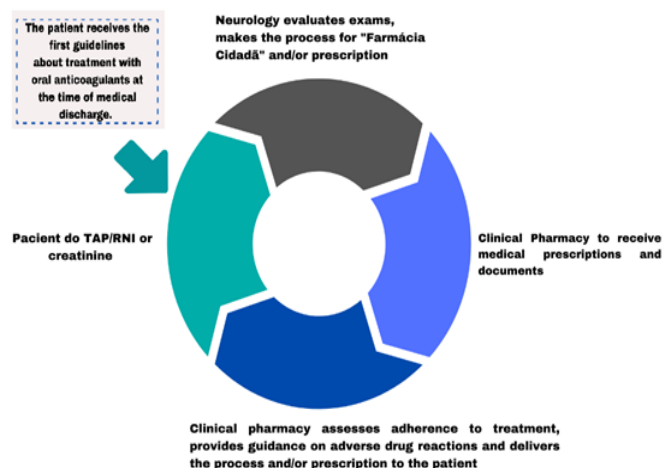 The patient receives the
first guidelines
about treatment with
oral anticoagulants at
the time of medical
discharge.
Neurology evaluates exams,
makes the process for "Farmácia
Cidadã" and/or prescription
Pacient do TAP/RNI or
creatinine
Clinical Pharmacy to receive
medical prescriptions and
documents
Clinical pharmacy assesses adherence to treatment,
provides guidance on adverse drug reactions and delivers
the process and/or prescription to the patient